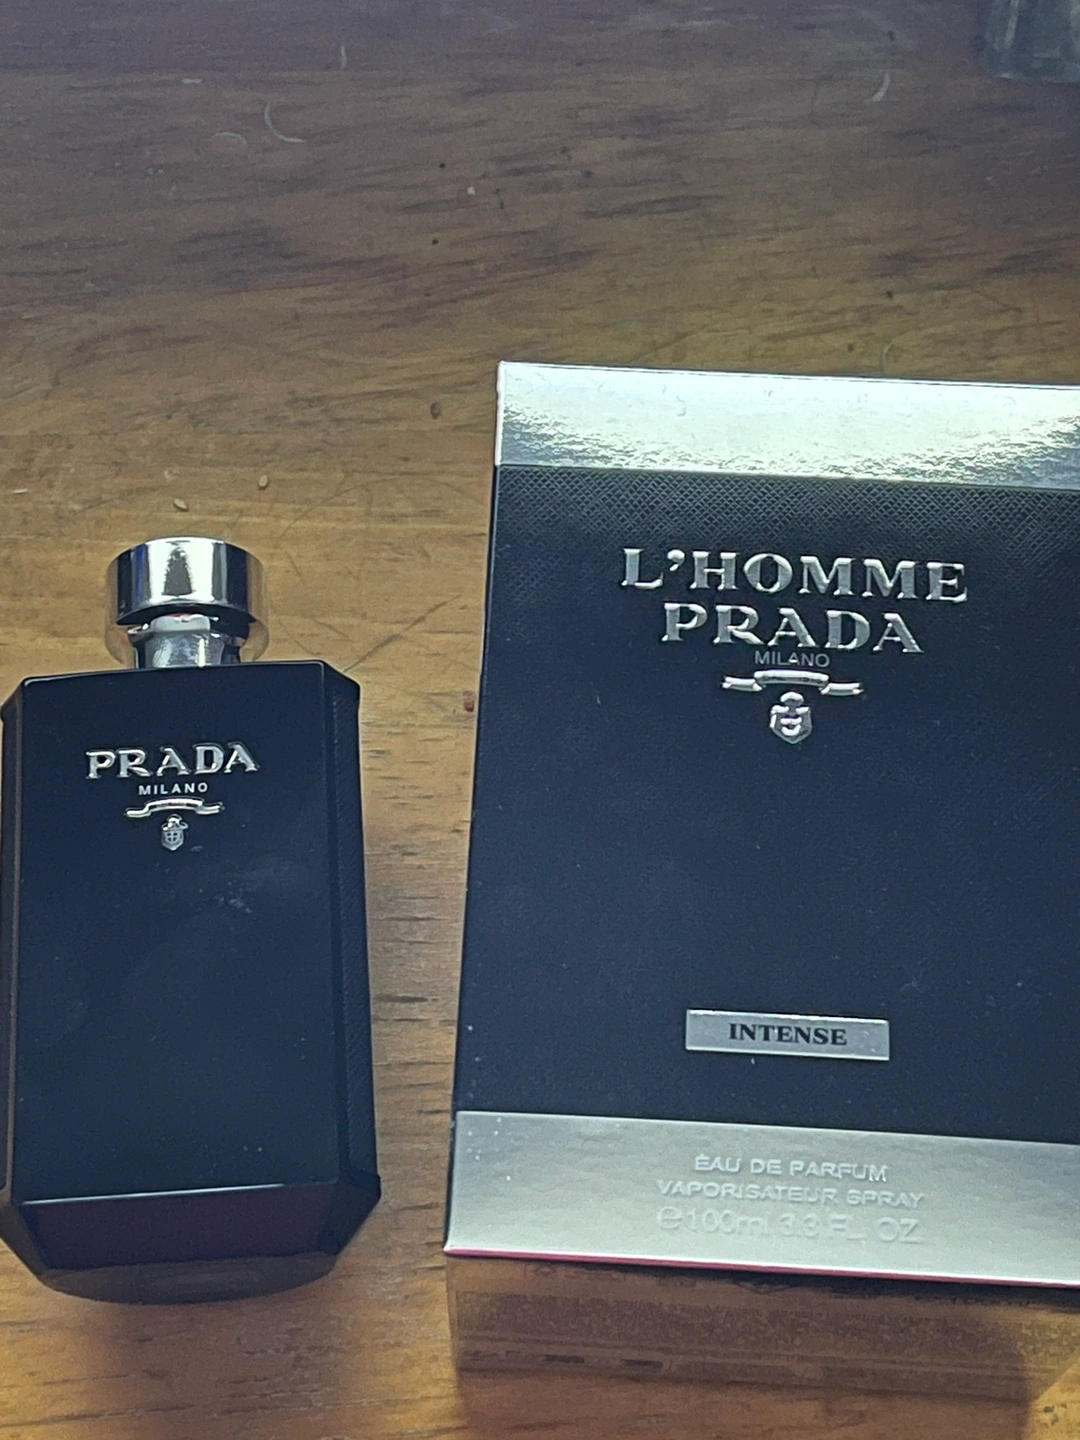 PRADA
MILANO
L'HOMME
PRADA
MILANO
INTENSE
EAU DE PARFUM
VAPORISATEUR SPRAY
℮100ml 3.3 FL. OZ